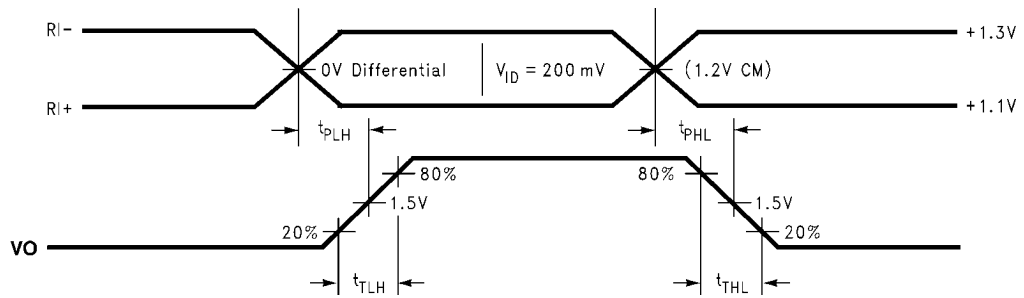 RI-
+1.3V
0V Differential
V_ID = 200 mV
(1.2V CM)
RI+
+1.1V
t_PLH
t_PHL
80%
80%
1.5V
1.5V
20%
20%
VO
t_TLH
t_THL